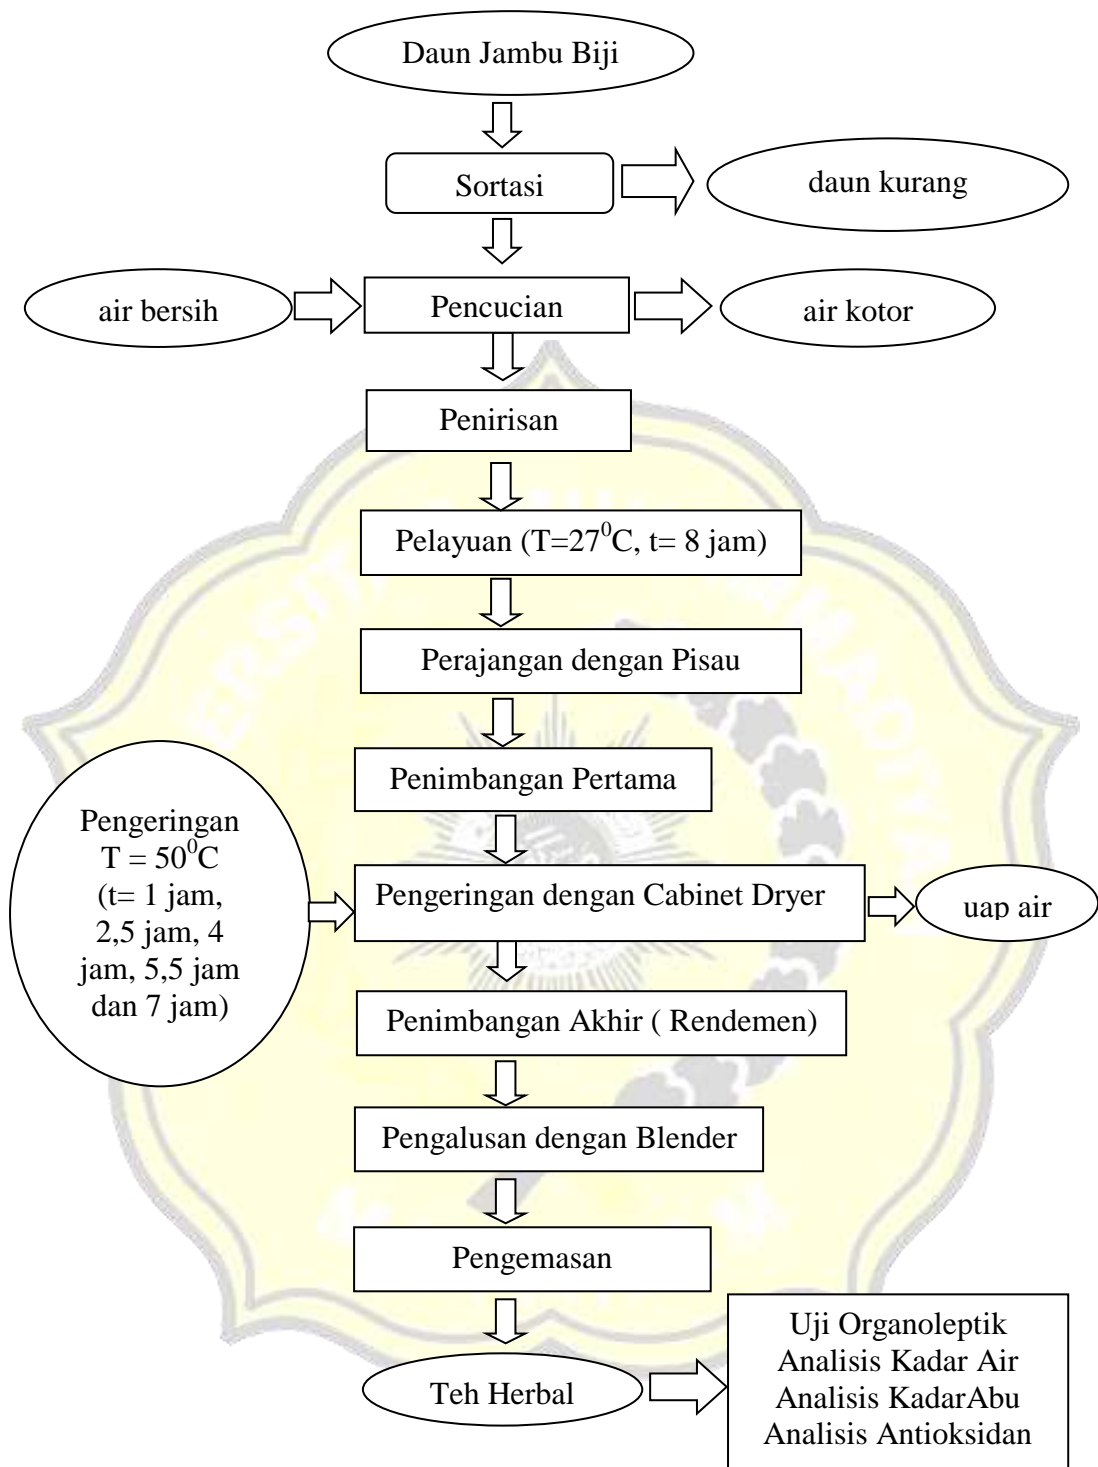 Daun Jambu Biji
Sortasi
daun kurang
air bersih
Pencucian
air kotor
Penirisan
Pelayuan (T=27⁰C, t= 8 jam)
Perajangan dengan Pisau
Penimbangan Pertama
Pengeringan
T = 50⁰C
(t= 1 jam,
2,5 jam, 4
jam, 5,5 jam
dan 7 jam)
Pengeringan dengan Cabinet Dryer
uap air
Penimbangan Akhir ( Rendemen)
Pengalusan dengan Blender
Pengemasan
Teh Herbal
Uji Organoleptik
Analisis Kadar Air
Analisis KadarAbu
Analisis Antioksidan